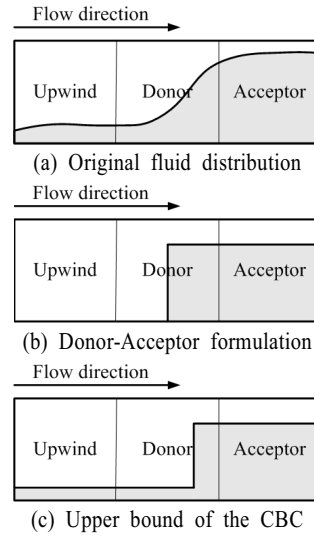 Flow direction
Upwind Donor Acceptor
(a) Original fluid distribution
Flow direction
Upwind Donor Acceptor
(b) Donor-Acceptor formulation
Flow direction
Upwind Donor Acceptor
(c) Upper bound of the CBC